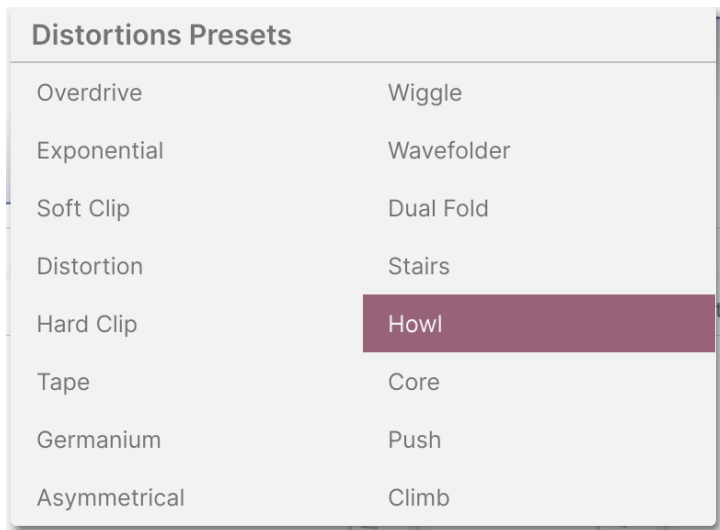 Distortions Presets
Overdrive
Exponential
Soft Clip
Distortion
Hard Clip
Tape
Germanium
Asymmetrical
Wiggle
Wavefolder
Dual Fold
Stairs
Howl
Core
Push
Climb